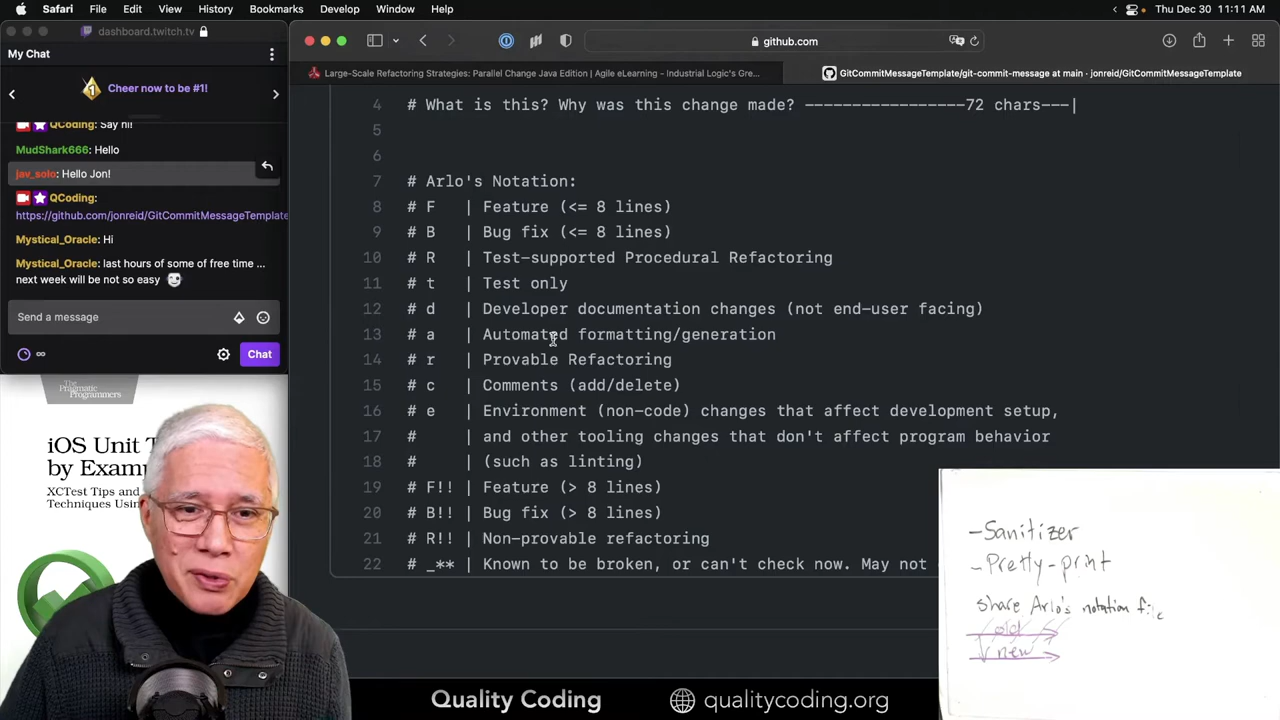 Safari File Edit View History Bookmarks Develop Window Help
Thu Dec 30 11:11 AM
dashboard.twitch.tv
My Chat
Cheer now to be #1!
QCoding: Say hi!
MudShark666: Hello
jav_solo: Hello Jon!
QCoding:
https://github.com/jonreid/GitCommitMessageTemplate
Mystical_Oracle: Hi
Mystical_Oracle: last hours of some of free time ...
next week will be not so easy
Send a message
∞
Chat
github.com
Large-Scale Refactoring Strategies: Parallel Change Java Edition | Agile eLearning - Industrial Logic's Gre...
GitCommitMessageTemplate/git-commit-message at main · jonreid/GitCommitMessageTemplate
4 # What is this? Why was this change made? -----------------72 chars---|
5
6
7 # Arlo's Notation:
8 # F | Feature (<= 8 lines)
9 # B | Bug fix (<= 8 lines)
10 # R | Test-supported Procedural Refactoring
11 # t | Test only
12 # d | Developer documentation changes (not end-user facing)
13 # a | Automated formatting/generation
14 # r | Provable Refactoring
15 # c | Comments (add/delete)
16 # e | Environment (non-code) changes that affect development setup,
17 # | and other tooling changes that don't affect program behavior
18 # | (such as linting)
19 # F!! | Feature (> 8 lines)
20 # B!! | Bug fix (> 8 lines)
21 # R!! | Non-provable refactoring
22 # _** | Known to be broken, or can't check now. May not
The Pragmatic Programmers
iOS Unit T
by Examp
XCTest Tips and
Techniques Usin
-Sanitizer
-Pretty-print
share Arlo's notation file
old
new
Quality Coding
qualitycoding.org